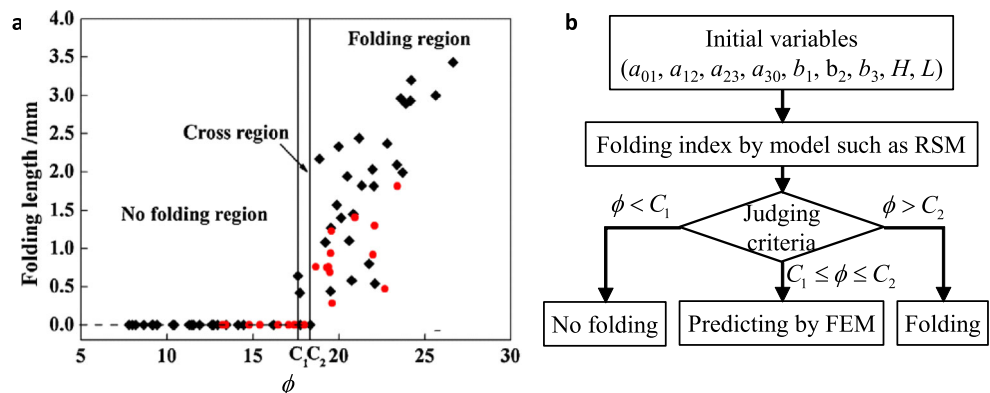 a
4.0
3.5
3.0
2.5
2.0
1.5
1.0
0.5
0.0
Folding length /mm
Folding region
Cross region
No folding region
5 10 15 C₁C₂ 20 25 30
ϕ
b
Initial variables
(a₀₁, a₁₂, a₂₃, a₃₀, b₁, b₂, b₃, H, L)
Folding index by model such as RSM
ϕ < C₁
Judging
criteria
ϕ > C₂
C₁ ≤ ϕ ≤ C₂
No folding
Predicting by FEM
Folding